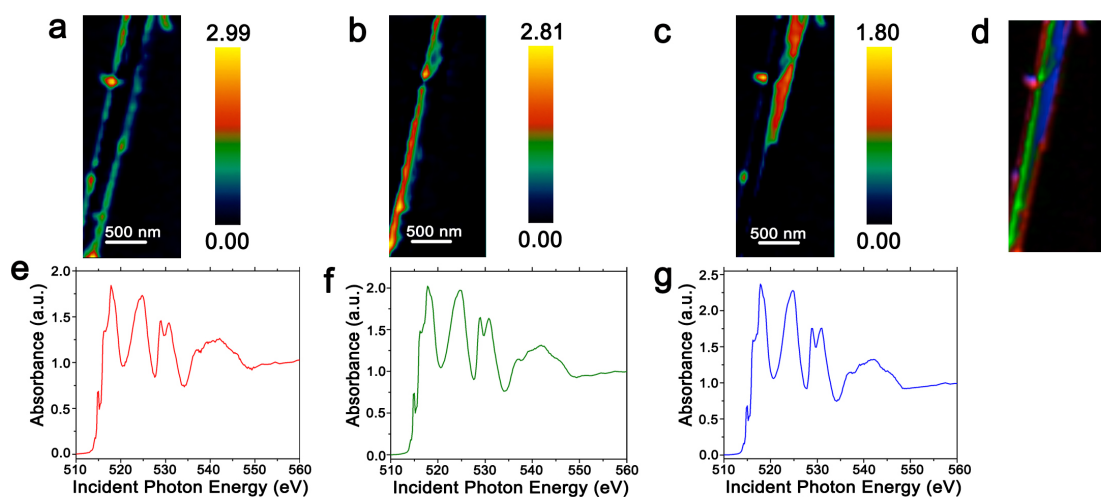 a
2.99
0.00
500 nm
b
2.81
0.00
500 nm
c
1.80
0.00
500 nm
d
e
2.0
1.5
1.0
0.5
0.0
Absorbance (a.u.)
510 520 530 540 550 560
Incident Photon Energy (eV)
f
2.0
1.5
1.0
0.5
0.0
Absorbance (a.u.)
510 520 530 540 550 560
Incident Photon Energy (eV)
g
2.5
2.0
1.5
1.0
0.5
0.0
Absorbance (a.u.)
510 520 530 540 550 560
Incident Photon Energy (eV)